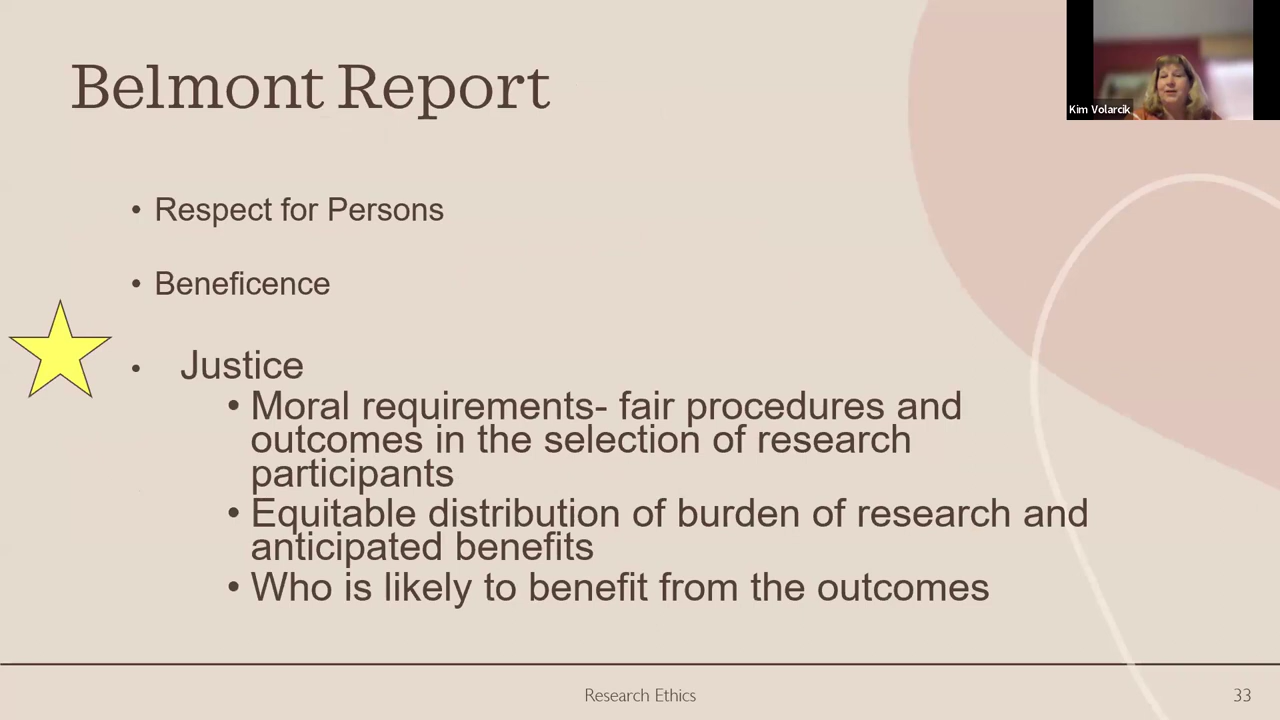 Belmont Report
Kim Volarcik
• Respect for Persons
• Beneficence
• Justice
• Moral requirements- fair procedures and
outcomes in the selection of research
participants
• Equitable distribution of burden of research and
anticipated benefits
• Who is likely to benefit from the outcomes
Research Ethics
33